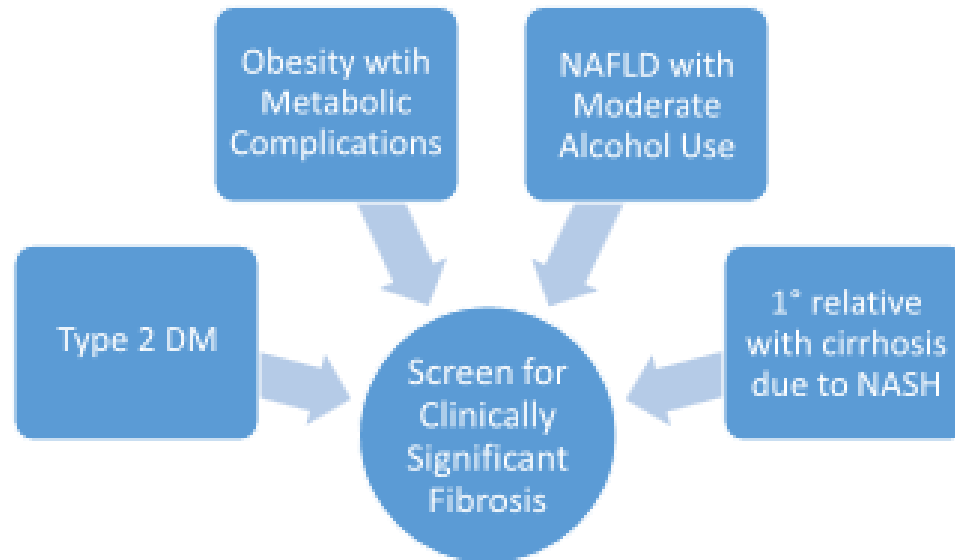 Obesity wtih
Metabolic
Complications
NAFLD with
Moderate
Alcohol Use
Type 2 DM
1° relative
with cirrhosis
due to NASH
Screen for
Clinically
Significant
Fibrosis